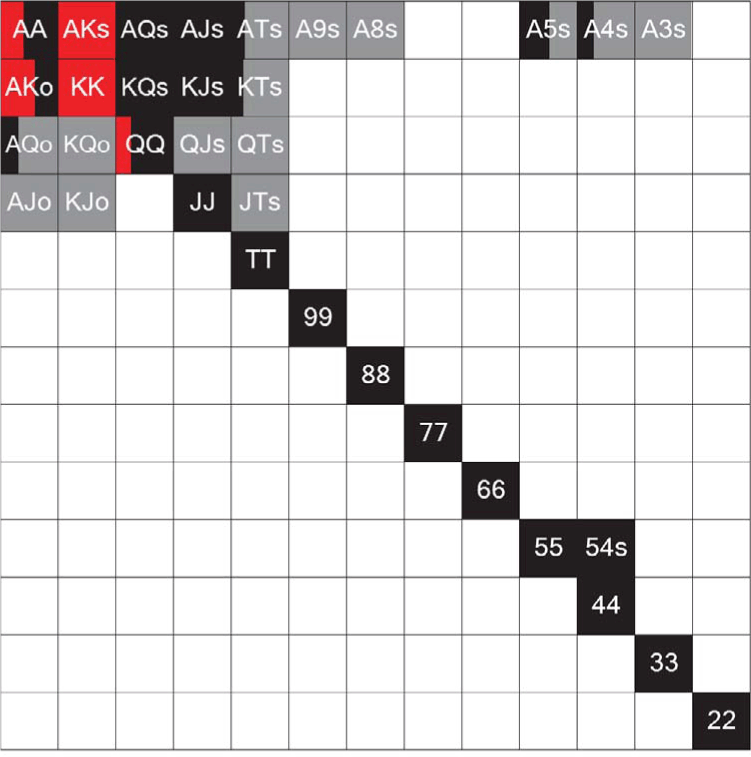 AA AKs AQs AJs ATs A9s A8s A5s A4s A3s
AKo KK KQs KJs KTs
AQo KQo QQ QJs QTs
AJo KJo JJ JTs
TT
99
88
77
66
55 54s
44
33
22